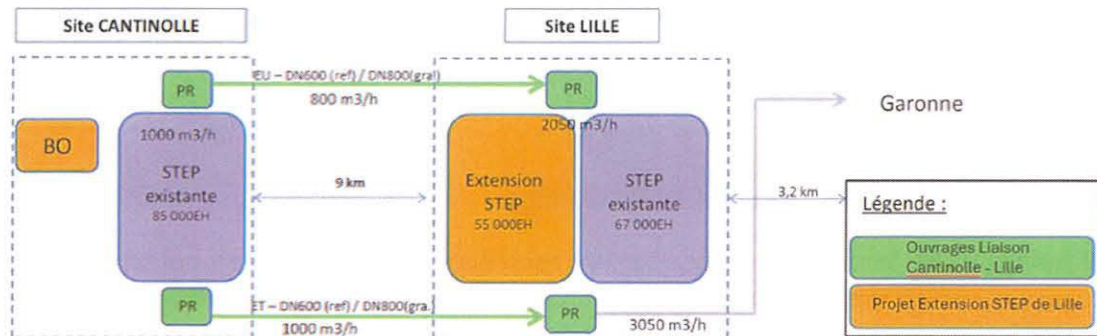 Site CANTINOLLE
Site LILLE
EU – DN600 (ref) / DN800(gra!)
800 m3/h
PR
PR
Garonne
BO
1000 m3/h
STEP
existante
85 000EH
9 km
2050 m3/h
Extension
STEP
55 000EH
STEP
existante
67 000EH
3,2 km
Légende :
Ouvrages Liaison
Cantinolle - Lille
Projet Extension STEP de Lille
PR
ET – DN600 (ref) / DN800(gra.
1000 m3/h
PR
3050 m3/h